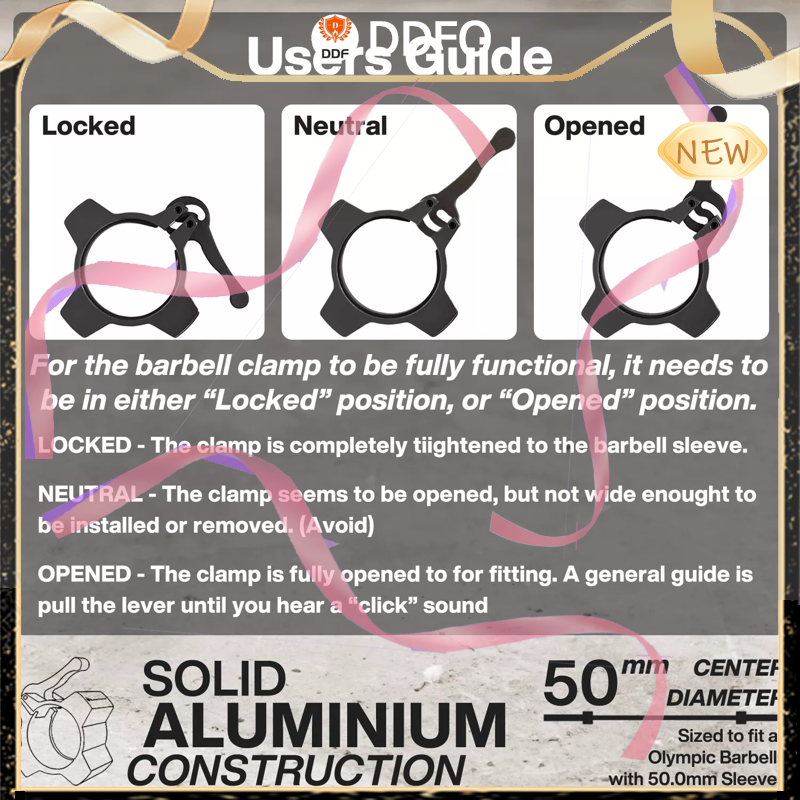 DDFO
DDF
Users Guide
Locked
Neutral
Opened
NEW
For the barbell clamp to be fully functional, it needs to
be in either “Locked” position, or “Opened” position.
LOCKED - The clamp is completely tiightened to the barbell sleeve.
NEUTRAL - The clamp seems to be opened, but not wide enought to
be installed or removed. (Avoid)
OPENED - The clamp is fully opened to for fitting. A general guide is
pull the lever until you hear a “click” sound
SOLID
ALUMINIUM
CONSTRUCTION
50mm CENTER
DIAMETER
Sized to fit a
Olympic Barbell
with 50.0mm Sleeve